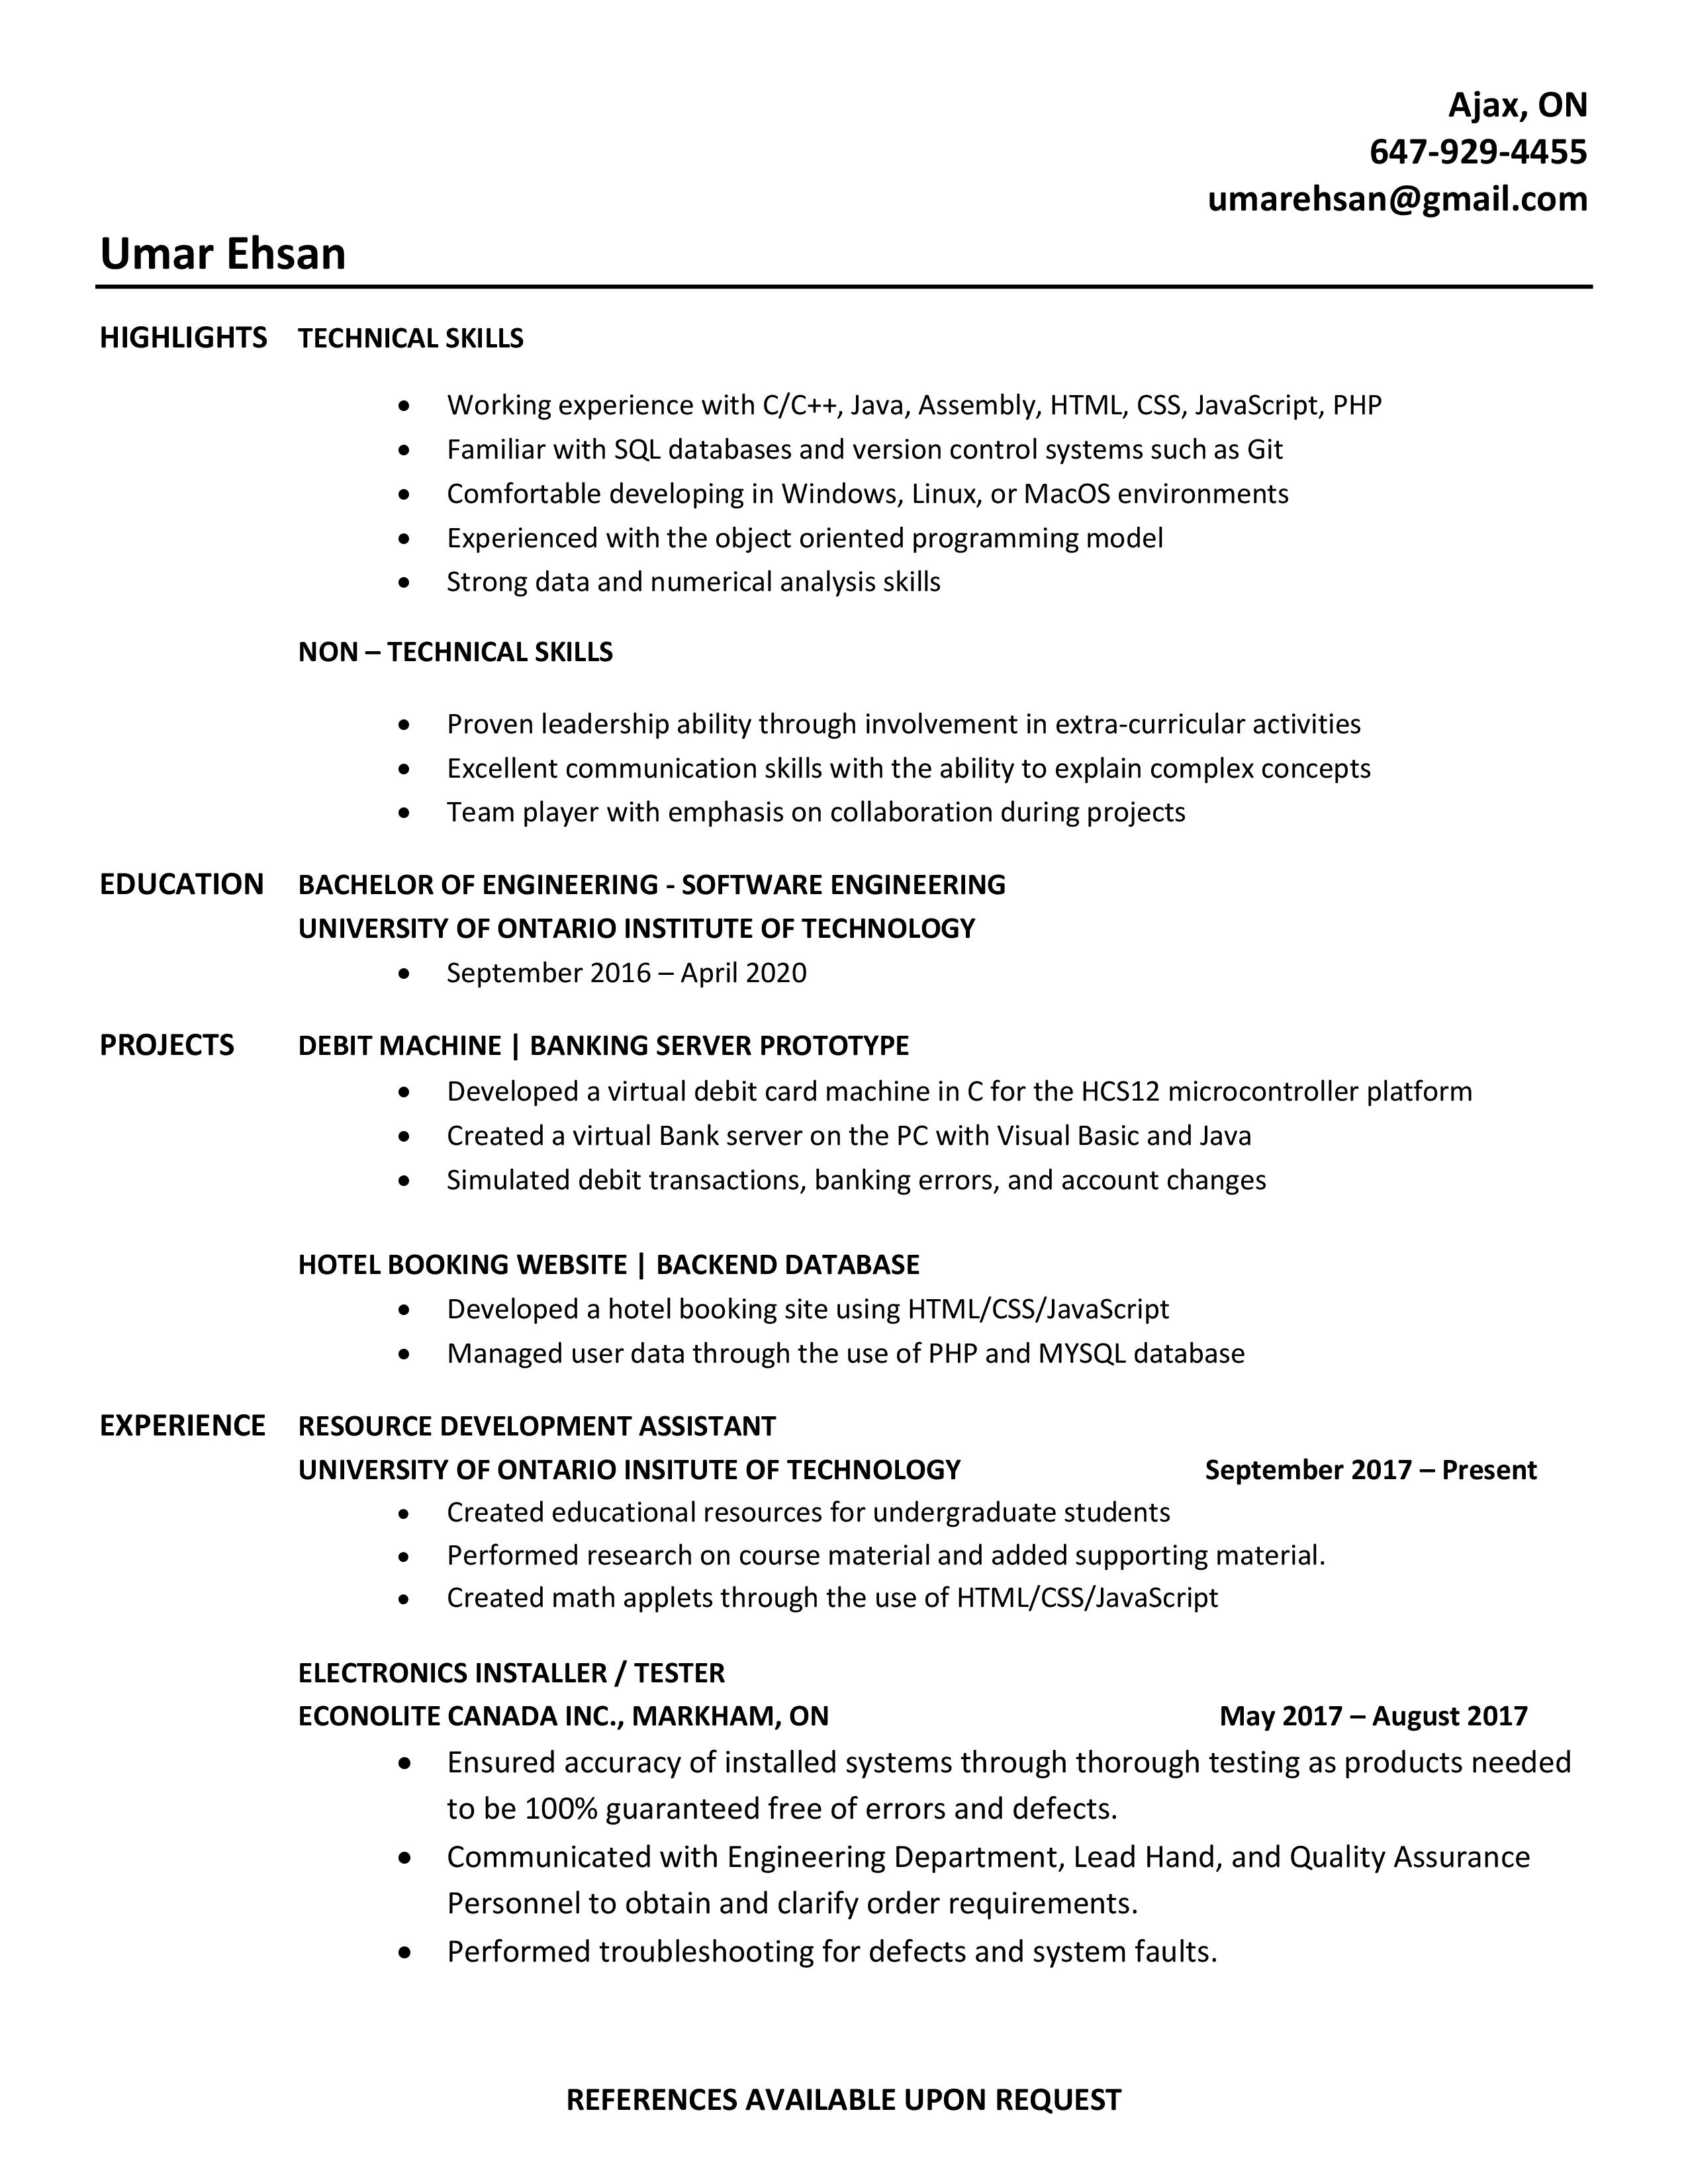 Ajax, ON
647-929-4455
umarehsan@gmail.com
Umar Ehsan
HIGHLIGHTS TECHNICAL SKILLS
• Working experience with C/C++, Java, Assembly, HTML, CSS, JavaScript, PHP
• Familiar with SQL databases and version control systems such as Git
• Comfortable developing in Windows, Linux, or MacOS environments
• Experienced with the object oriented programming model
• Strong data and numerical analysis skills
NON – TECHNICAL SKILLS
• Proven leadership ability through involvement in extra-curricular activities
• Excellent communication skills with the ability to explain complex concepts
• Team player with emphasis on collaboration during projects
EDUCATION BACHELOR OF ENGINEERING - SOFTWARE ENGINEERING
UNIVERSITY OF ONTARIO INSTITUTE OF TECHNOLOGY
• September 2016 – April 2020
PROJECTS DEBIT MACHINE | BANKING SERVER PROTOTYPE
• Developed a virtual debit card machine in C for the HCS12 microcontroller platform
• Created a virtual Bank server on the PC with Visual Basic and Java
• Simulated debit transactions, banking errors, and account changes
HOTEL BOOKING WEBSITE | BACKEND DATABASE
• Developed a hotel booking site using HTML/CSS/JavaScript
• Managed user data through the use of PHP and MYSQL database
EXPERIENCE RESOURCE DEVELOPMENT ASSISTANT
UNIVERSITY OF ONTARIO INSITUTE OF TECHNOLOGY September 2017 – Present
• Created educational resources for undergraduate students
• Performed research on course material and added supporting material.
• Created math applets through the use of HTML/CSS/JavaScript
ELECTRONICS INSTALLER / TESTER
ECONOLITE CANADA INC., MARKHAM, ON May 2017 – August 2017
• Ensured accuracy of installed systems through thorough testing as products needed
to be 100% guaranteed free of errors and defects.
• Communicated with Engineering Department, Lead Hand, and Quality Assurance
Personnel to obtain and clarify order requirements.
• Performed troubleshooting for defects and system faults.
REFERENCES AVAILABLE UPON REQUEST